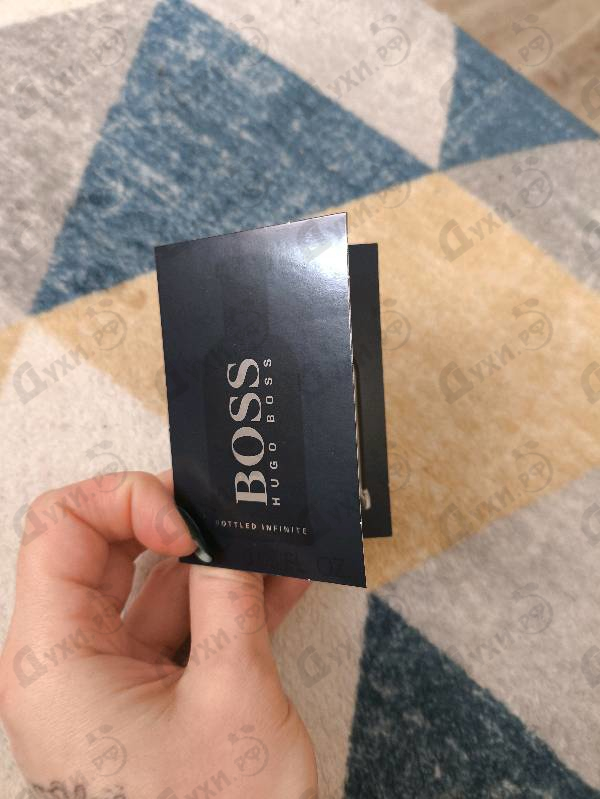 BOSS
HUGO BOSS
BOTTLED INFINITE
Духи.РФ